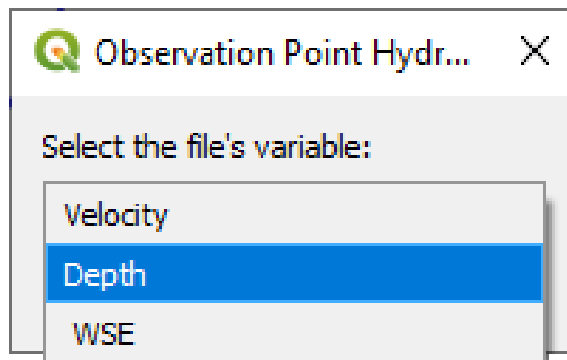 Observation Point Hydr...
Select the file's variable:
Velocity
Depth
WSE